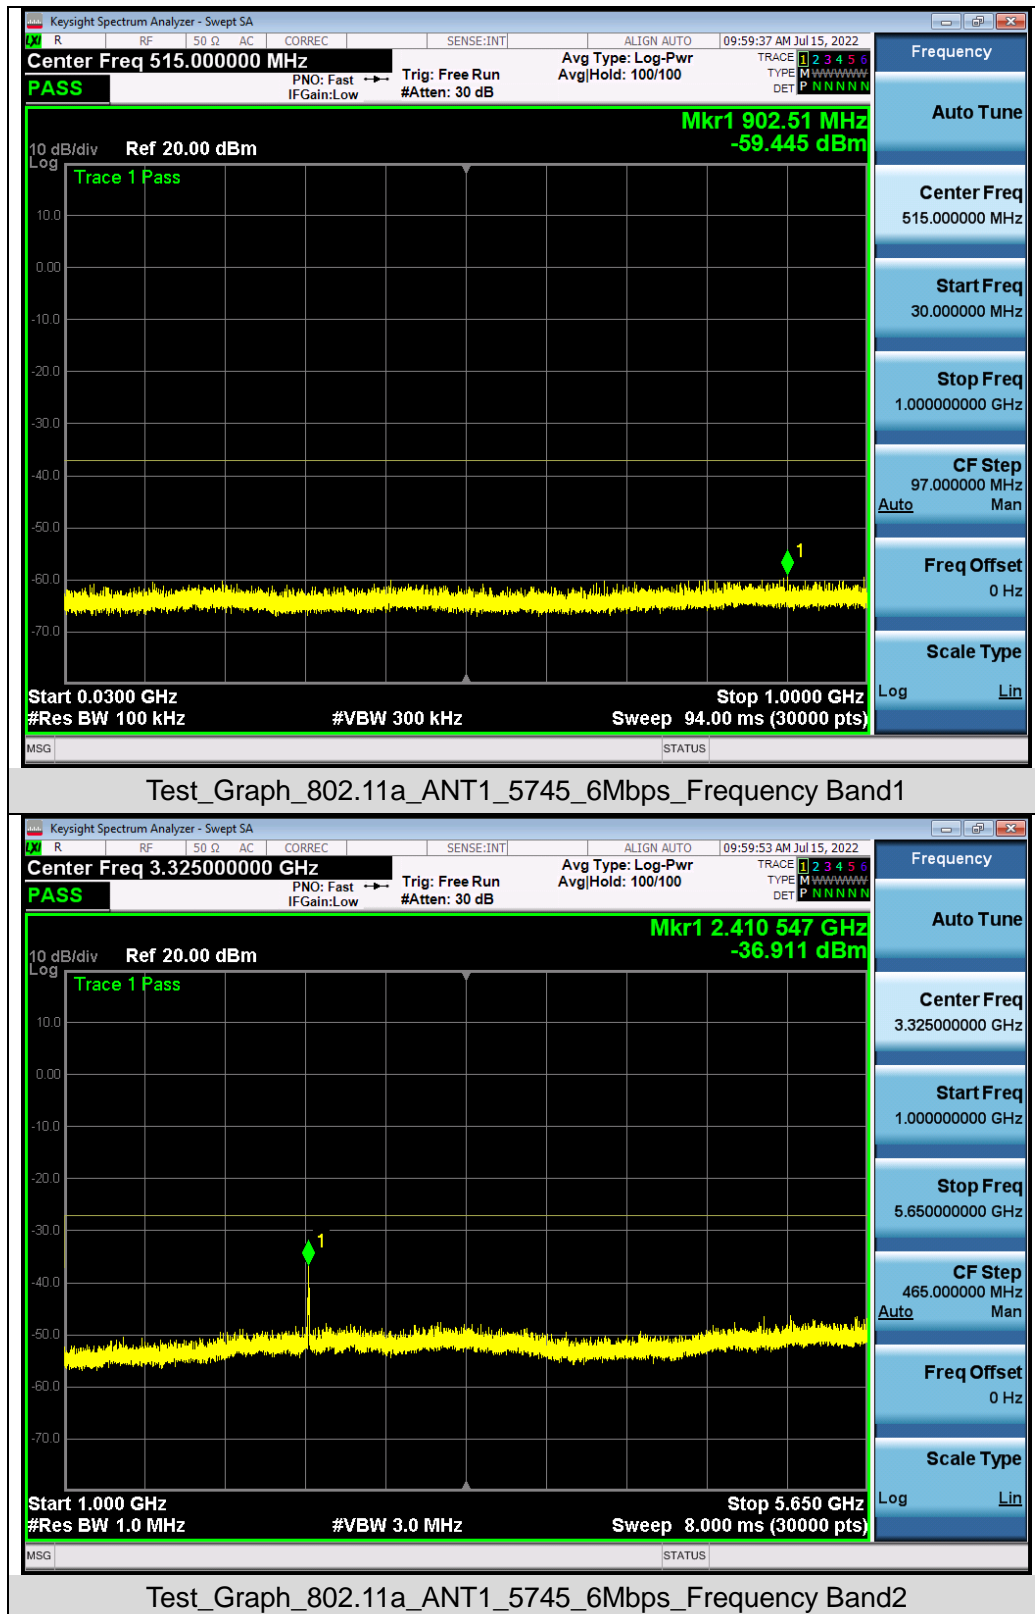 Keysight Spectrum Analyzer - Swept SA
LXI R RF 50 Ω AC CORREC SENSE:INT ALIGN AUTO 09:59:37 AM Jul 15, 2022
Center Freq 515.000000 MHz
Avg Type: Log-Pwr
TRACE 1 2 3 4 5 6
PNO: Fast
Trig: Free Run
Avg|Hold: 100/100
TYPE M WWWWW
PASS
IFGain:Low
#Atten: 30 dB
DET P N N N N N
Frequency
Auto Tune
Mkr1 902.51 MHz
-59.445 dBm
10 dB/div Ref 20.00 dBm
Log
Trace 1 Pass
10.0
0.00
-10.0
-20.0
-30.0
-40.0
-50.0
-60.0
-70.0
1
Center Freq
515.000000 MHz
Start Freq
30.000000 MHz
Stop Freq
1.000000000 GHz
CF Step
97.000000 MHz
Auto Man
Freq Offset
0 Hz
Scale Type
Log Lin
Start 0.0300 GHz Stop 1.0000 GHz
#Res BW 100 kHz #VBW 300 kHz Sweep 94.00 ms (30000 pts)
MSG STATUS
Test_Graph_802.11a_ANT1_5745_6Mbps_Frequency Band1
Keysight Spectrum Analyzer - Swept SA
LXI R RF 50 Ω AC CORREC SENSE:INT ALIGN AUTO 09:59:53 AM Jul 15, 2022
Center Freq 3.325000000 GHz
Avg Type: Log-Pwr
TRACE 1 2 3 4 5 6
PNO: Fast
Trig: Free Run
Avg|Hold: 100/100
TYPE M WWWWW
PASS
IFGain:Low
#Atten: 30 dB
DET P N N N N N
Frequency
Auto Tune
Mkr1 2.410 547 GHz
-36.911 dBm
10 dB/div Ref 20.00 dBm
Log
Trace 1 Pass
10.0
0.00
-10.0
-20.0
-30.0
-40.0
-50.0
-60.0
-70.0
1
Center Freq
3.325000000 GHz
Start Freq
1.000000000 GHz
Stop Freq
5.650000000 GHz
CF Step
465.000000 MHz
Auto Man
Freq Offset
0 Hz
Scale Type
Log Lin
Start 1.000 GHz Stop 5.650 GHz
#Res BW 1.0 MHz #VBW 3.0 MHz Sweep 8.000 ms (30000 pts)
MSG STATUS
Test_Graph_802.11a_ANT1_5745_6Mbps_Frequency Band2